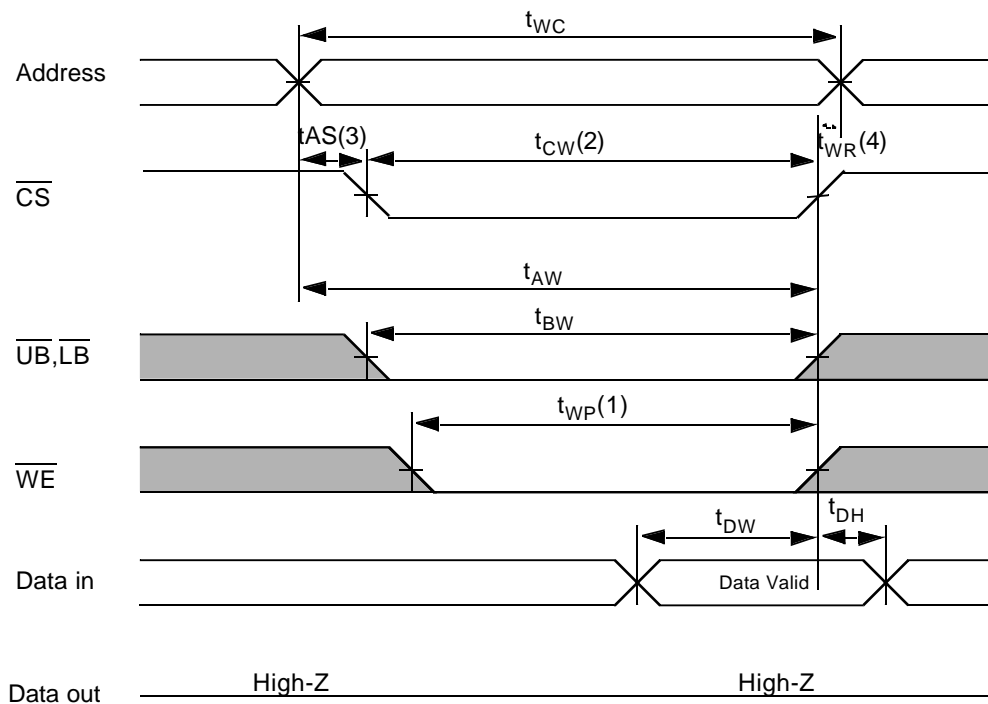 tWC
Address
tAS(3)
tCW(2)
tWR(4)
CS
tAW
tBW
UB,LB
tWP(1)
WE
tDW
tDH
Data in
Data Valid
High-Z
High-Z
Data out